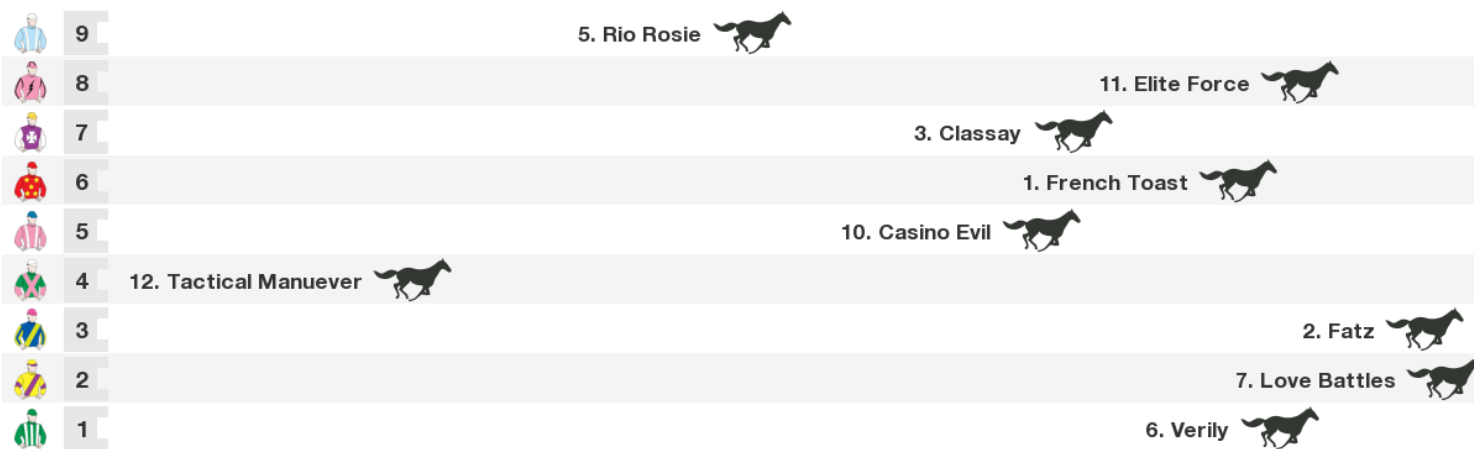 9 5. Rio Rosie
8 11. Elite Force
7 3. Classay
6 1. French Toast
5 10. Casino Evil
4 12. Tactical Manuever
3 2. Fatz
2 7. Love Battles
1 6. Verily